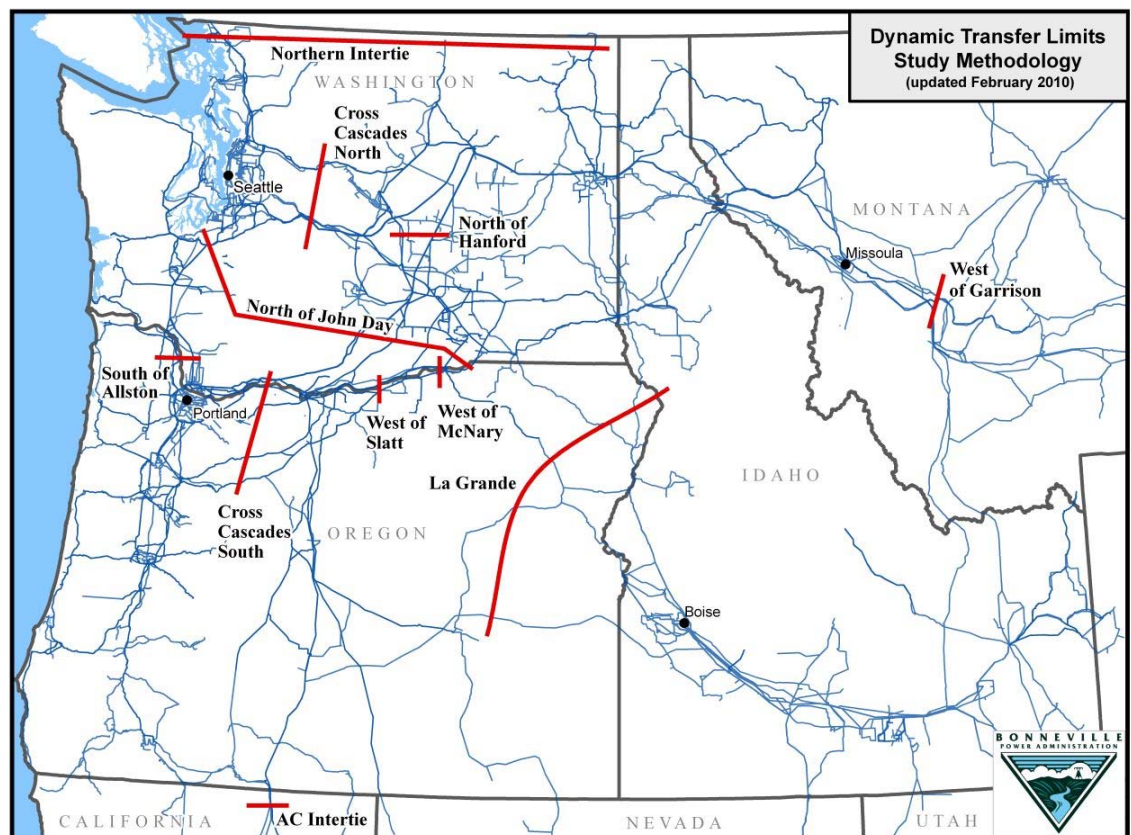 Dynamic Transfer Limits
Study Methodology
(updated February 2010)
Northern Intertie
WASHINGTON
Cross
Cascades
North
Seattle
North of
Hanford
MONTANA
Missoula
West
of Garrison
North of John Day
South of
Allston
Portland
West of
Slatt
West of
McNary
La Grande
IDAHO
Cross
Cascades
South
OREGON
Boise
BONNEVILLE
POWER ADMINISTRATION
CALIFORNIA
AC Intertie
NEVADA
UTAH